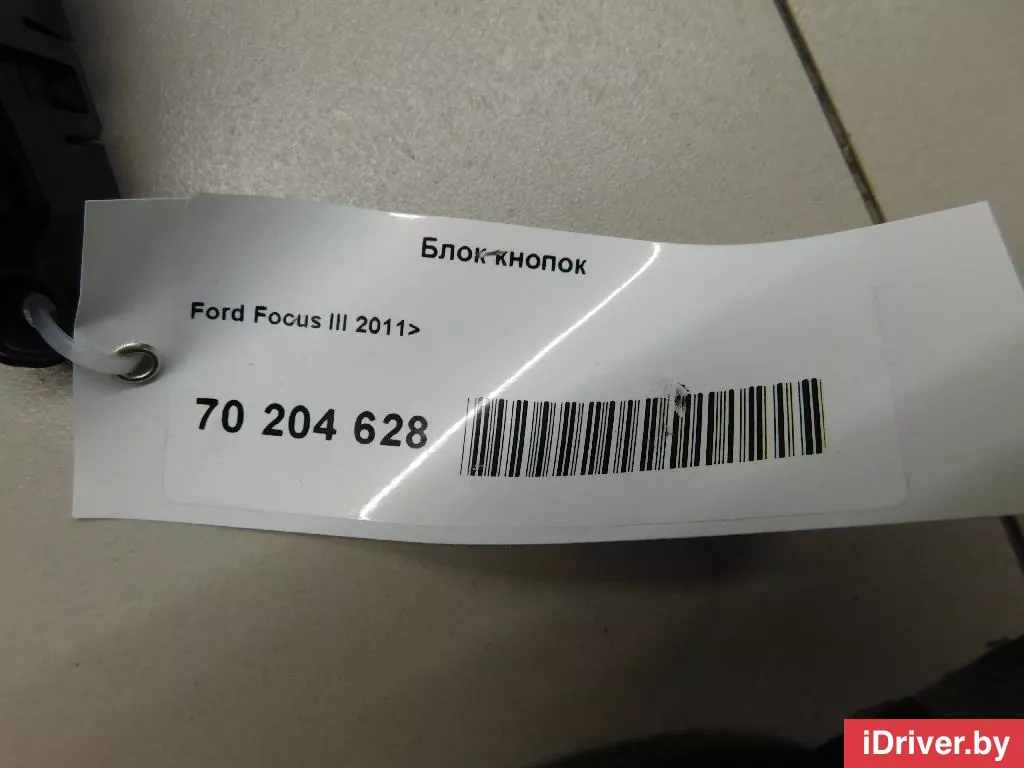 Блок кнопок
Ford Focus III 2011>
70 204 628
iDriver.by